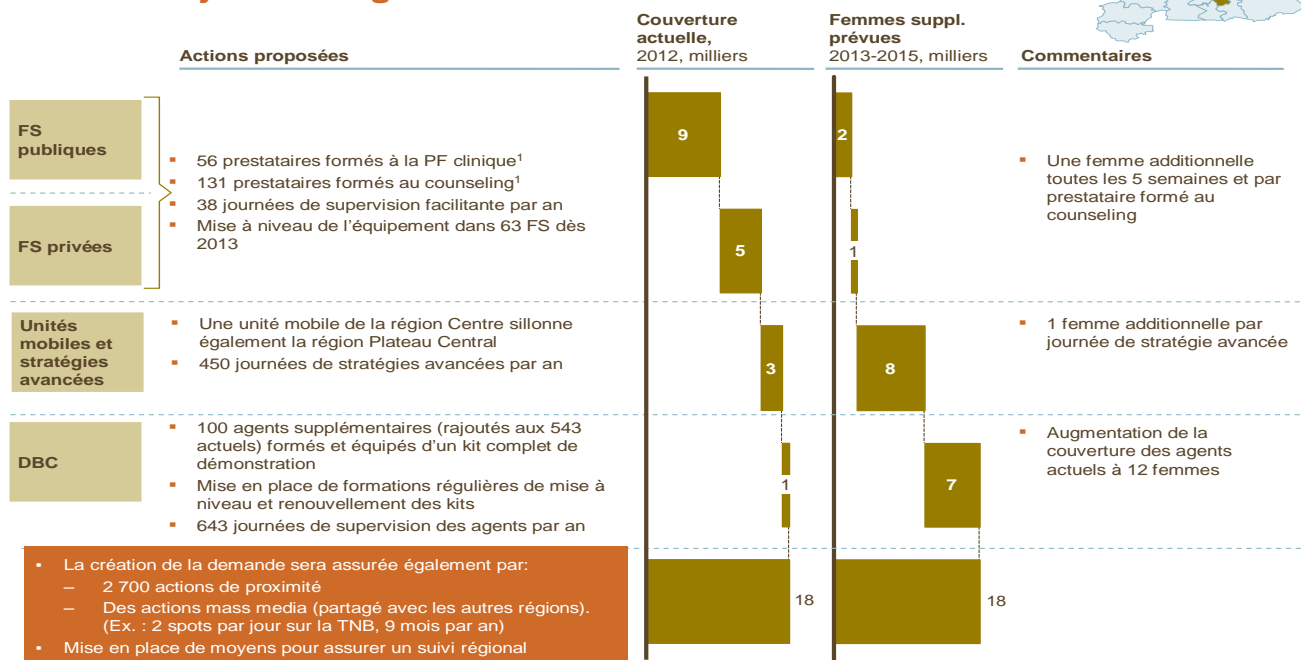 Couverture
actuelle,
2012, milliers
Femmes suppl.
prévues
2013-2015, milliers
Actions proposées
Commentaires
FS
publiques
FS privées
▪ 56 prestataires formés à la PF clinique¹
▪ 131 prestataires formés au counseling¹
▪ 38 journées de supervision facilitante par an
▪ Mise à niveau de l'équipement dans 63 FS dès
2013
9
2
5
1
▪ Une femme additionnelle
toutes les 5 semaines et par
prestataire formé au
counseling
Unités
mobiles et
stratégies
avancées
▪ Une unité mobile de la région Centre sillonne
également la région Plateau Central
▪ 450 journées de stratégies avancées par an
3
8
▪ 1 femme additionnelle par
journée de stratégie avancée
DBC
▪ 100 agents supplémentaires (rajoutés aux 543
actuels) formés et équipés d'un kit complet de
démonstration
▪ Mise en place de formations régulières de mise à
niveau et renouvellement des kits
▪ 643 journées de supervision des agents par an
1
7
▪ Augmentation de la
couverture des agents
actuels à 12 femmes
▪ La création de la demande sera assurée également par:
– 2 700 actions de proximité
– Des actions mass media (partagé avec les autres régions).
(Ex. : 2 spots par jour sur la TNB, 9 mois par an)
▪ Mise en place de moyens pour assurer un suivi régional
18
18